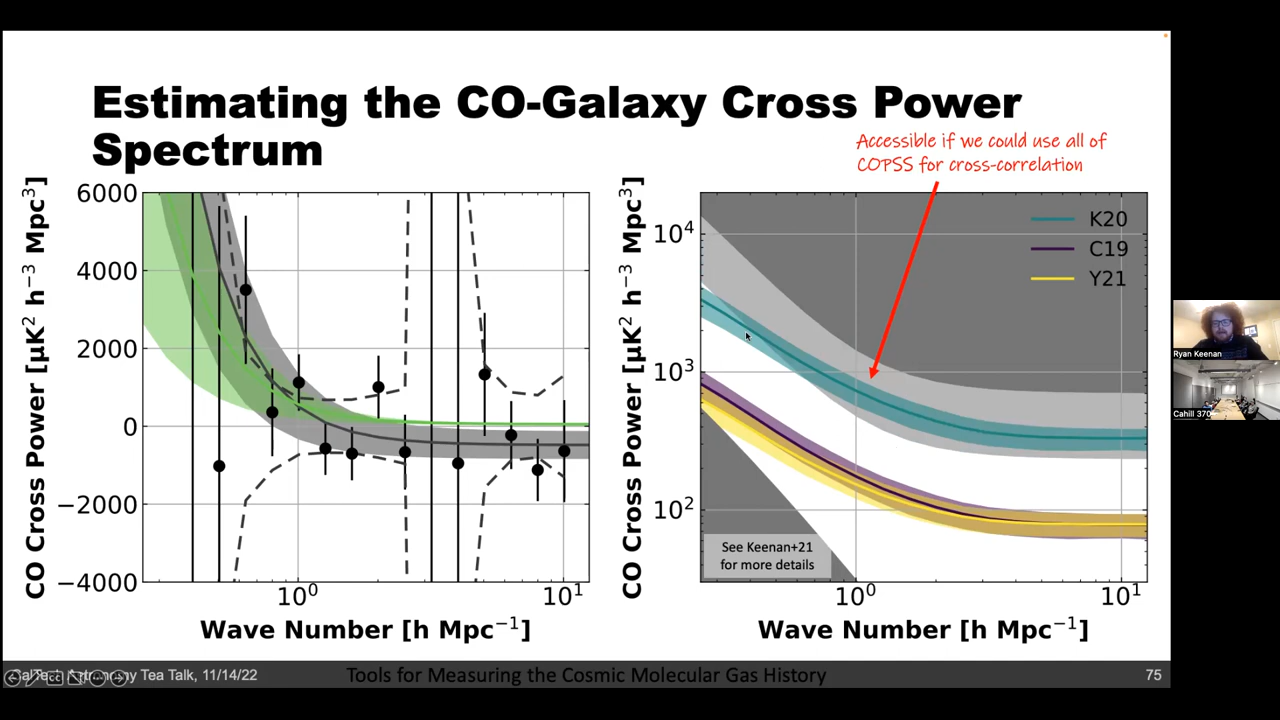 Estimating the CO-Galaxy Cross Power
Spectrum
Accessible if we could use all of
COPSS for cross-correlation
CO Cross Power [μK² h⁻³ Mpc³]
6000
4000
2000
0
−2000
−4000
10⁰
10¹
Wave Number [h Mpc⁻¹]
CO Cross Power [μK² h⁻³ Mpc³]
10⁴
10³
10²
K20
C19
Y21
See Keenan+21
for more details
10⁰
10¹
Wave Number [h Mpc⁻¹]
CalTech Astronomy Tea Talk, 11/14/22
Tools for Measuring the Cosmic Molecular Gas History
75
Ryan Keenan
Cahill 370